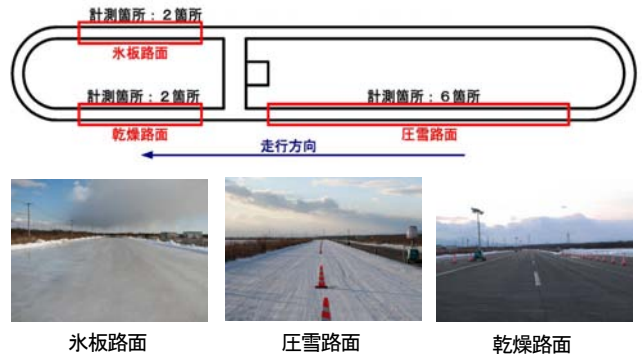 計測箇所：２箇所
氷板路面
計測箇所：２箇所
計測箇所：６箇所
乾燥路面
圧雪路面
走行方向
氷板路面
圧雪路面
乾燥路面